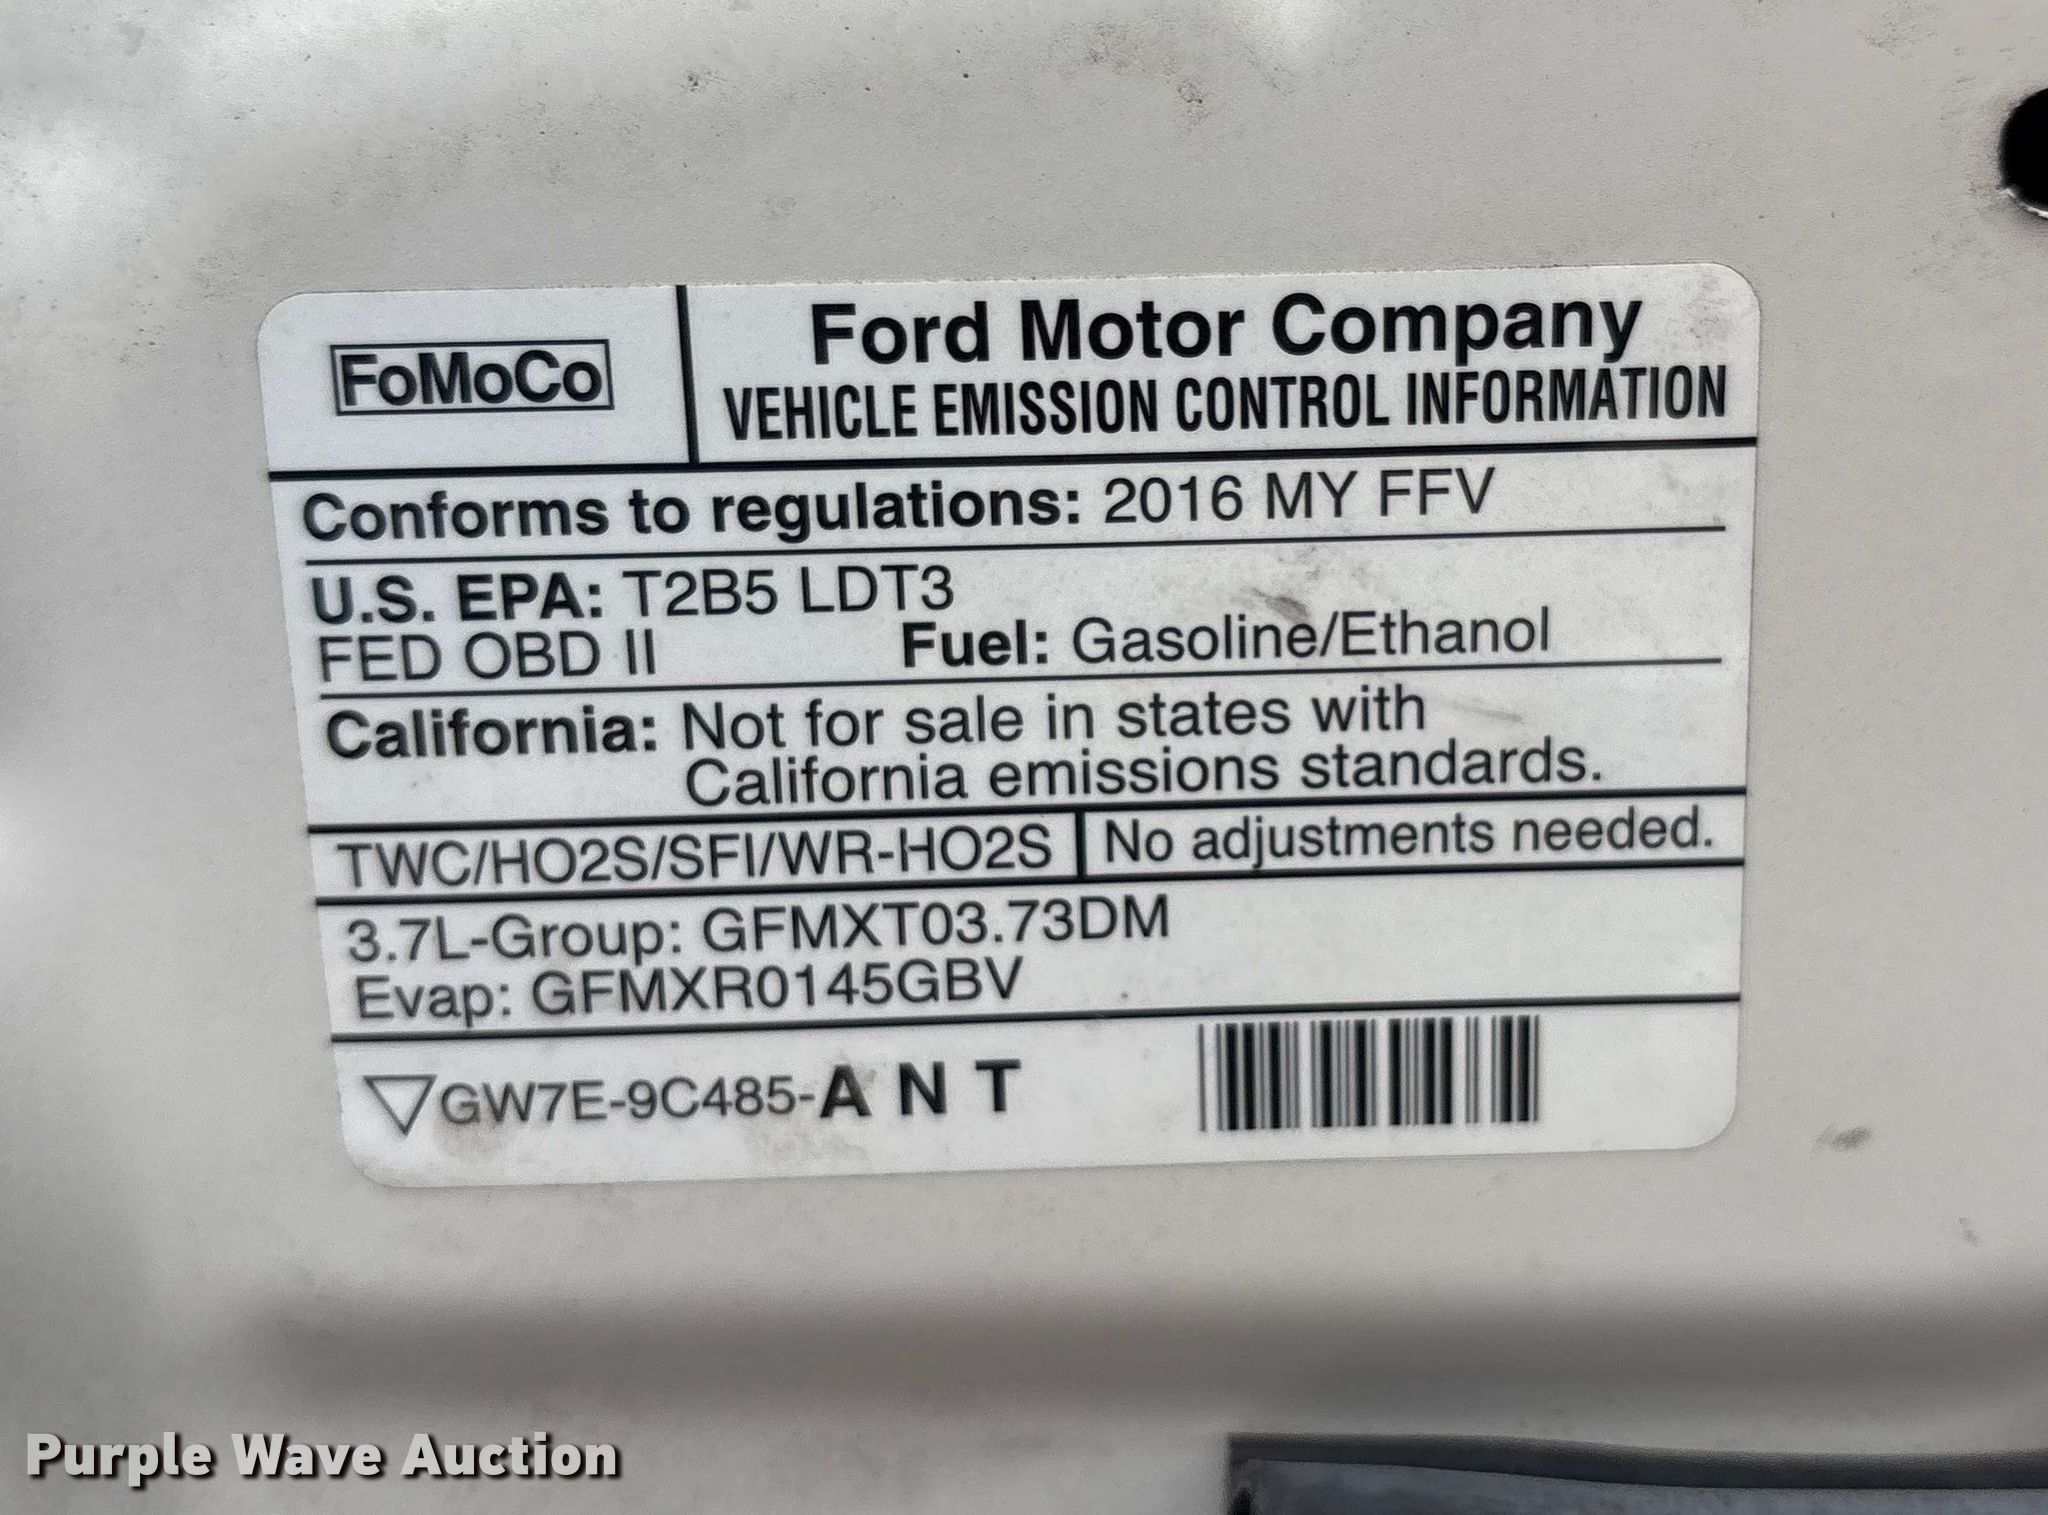 FoMoCo
Ford Motor Company
VEHICLE EMISSION CONTROL INFORMATION
Conforms to regulations: 2016 MY FFV
U.S. EPA: T2B5 LDT3
FED OBD II Fuel: Gasoline/Ethanol
California: Not for sale in states with
California emissions standards.
TWC/HO2S/SFI/WR-HO2S No adjustments needed.
3.7L-Group: GFMXT03.73DM
Evap: GFMXR0145GBV
GW7E-9C485-A N T
Purple Wave Auction